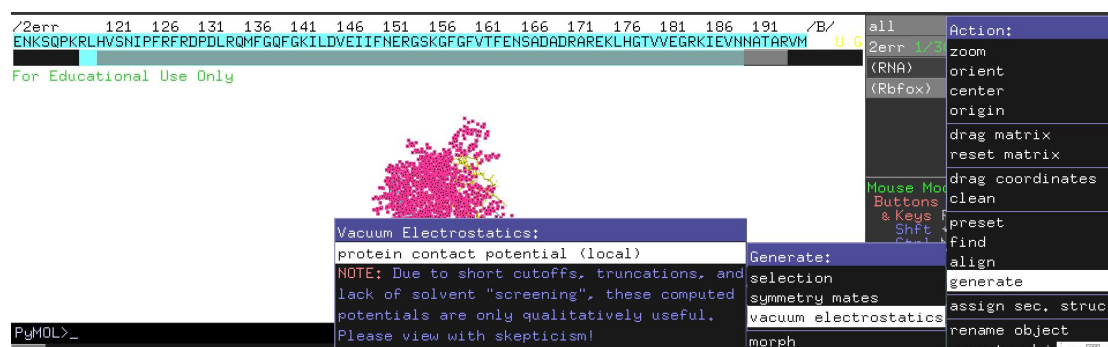 /2err 121 126 131 136 141 146 151 156 161 166 171 176 181 186 191 /B/
ENKSQPKRLHVSNIPFRFRDPDLRQMFGQFGKILDVEIIFNERGSKGFGFVTFENSADADRAREKLHGTVVEGRKIEVNNATARVM U G
For Educational Use Only
all
2err 1/30
(RNA)
(Rbfox)
Mouse Mod
Buttons
& Keys
Shft
Action:
zoom
orient
center
origin
drag matrix
reset matrix
drag coordinates
clean
preset
find
align
generate
assign sec. struc
rename object
Generate:
selection
symmetry mates
vacuum electrostatics
morph
Vacuum Electrostatics:
protein contact potential (local)
NOTE: Due to short cutoffs, truncations, and
lack of solvent "screening", these computed
potentials are only qualitatively useful.
Please view with skepticism!
PyMOL>_